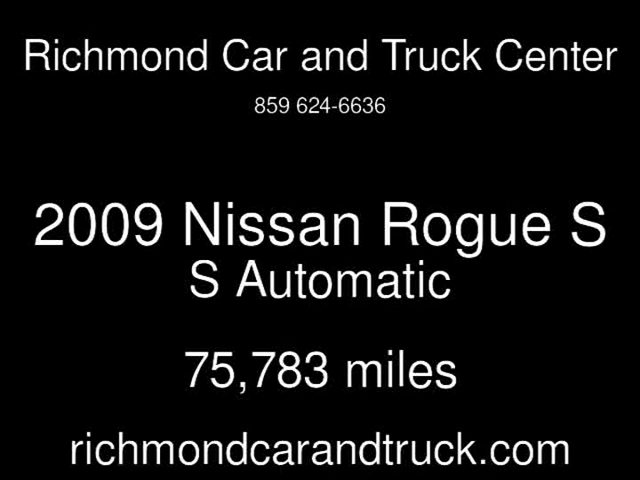 Richmond Car and Truck Center
859 624-6636
2009 Nissan Rogue S
S Automatic
75,783 miles
richmondcarandtruck.com